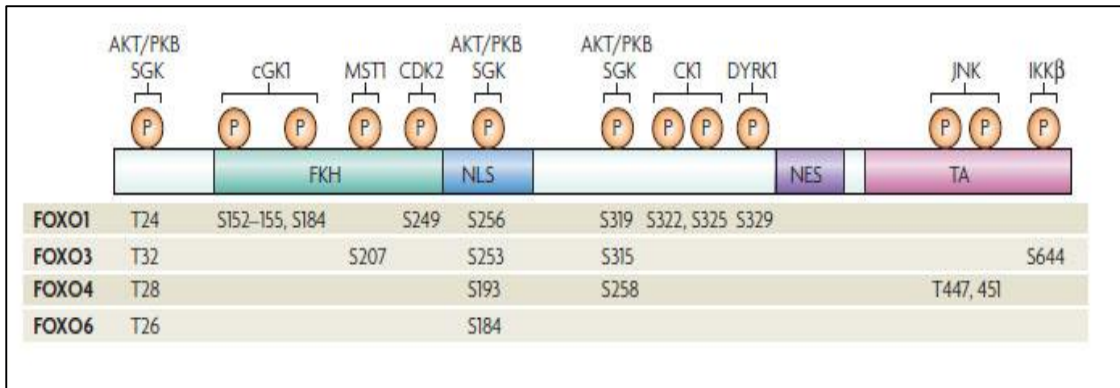 AKT/PKB AKT/PKB AKT/PKB
SGK cGK1 MST1 CDK2 SGK SGK CK1 DYRK1 JNK IKKβ
P P P P P P P P P P P P
FKH NLS NES TA
FOXO1 T24 S152–155, S184 S249 S256 S319 S322, S325 S329
FOXO3 T32 S207 S253 S315 S644
FOXO4 T28 S193 S258 T447, 451
FOXO6 T26 S184